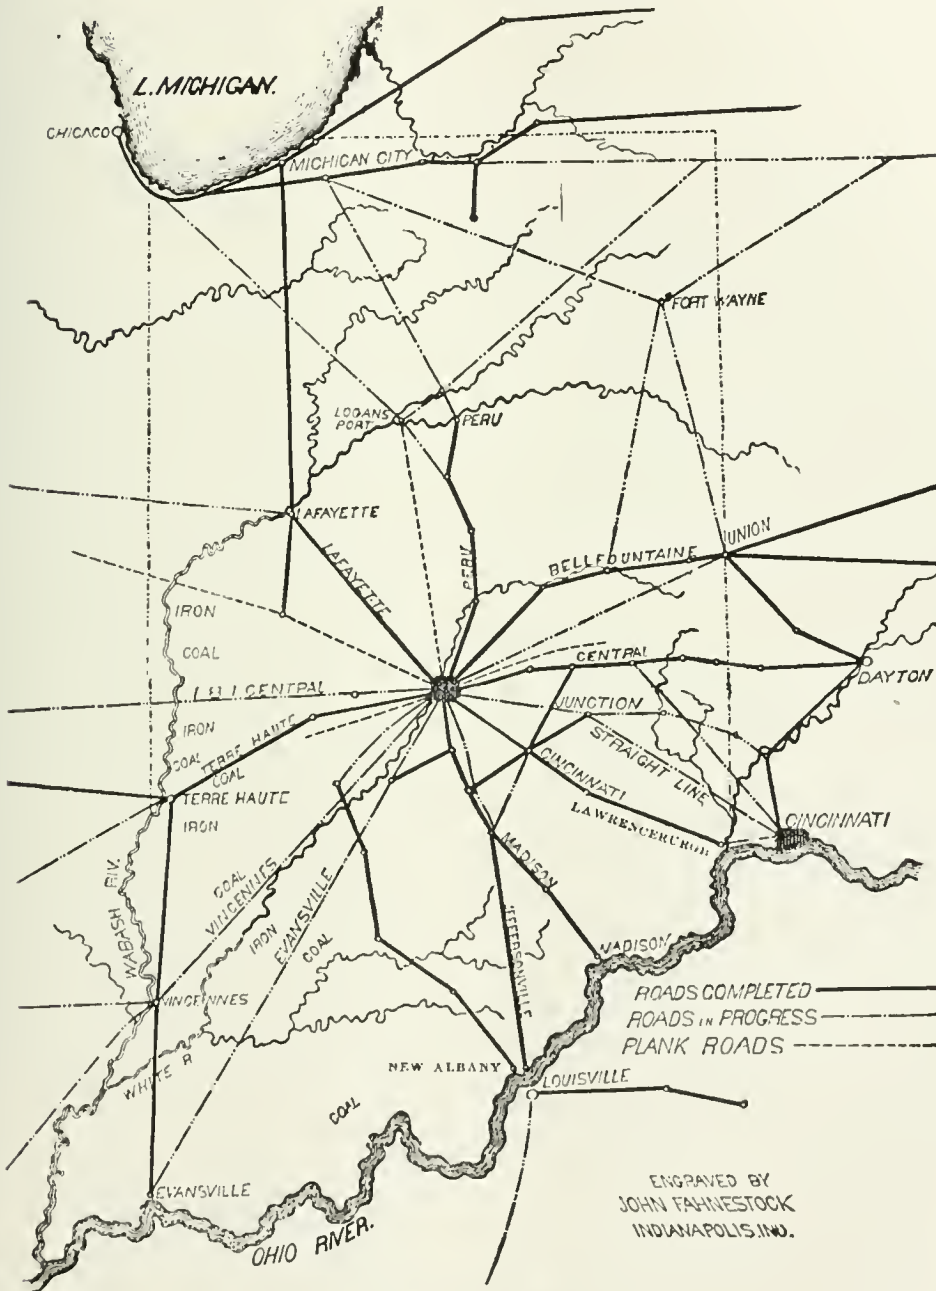 L. MICHIGAN.
CHICAGO
MICHIGAN CITY
FORT WAYNE
LOGANS
PORT
PERU
LAFAYETTE
LAFAYETTE
PERU
BELLFOUNTAINE
UNION
IRON
COAL
CENTRAL
DAYTON
I. & I. CENTRAL
JUNCTION
IRON
TERRE HAUTE
STRAIGHT LINE
COAL
COAL
CINCINNATI
TERRE HAUTE
IRON
LAWRENCEBURGH
CINCINNATI
MADISON
COAL
VINCENNES
EVANSVILLE
IRON
COAL
WABASH RIV.
JEFFERSONVILLE
MADISON
VINCENNES
ROADS COMPLETED
ROADS IN PROGRESS
PLANK ROADS
WHITE R
NEW ALBANY
LOUISVILLE
COAL
EVANSVILLE
OHIO RIVER.
ENGRAVED BY
JOHN FAHNESTOCK
INDIANAPOLIS, IND.